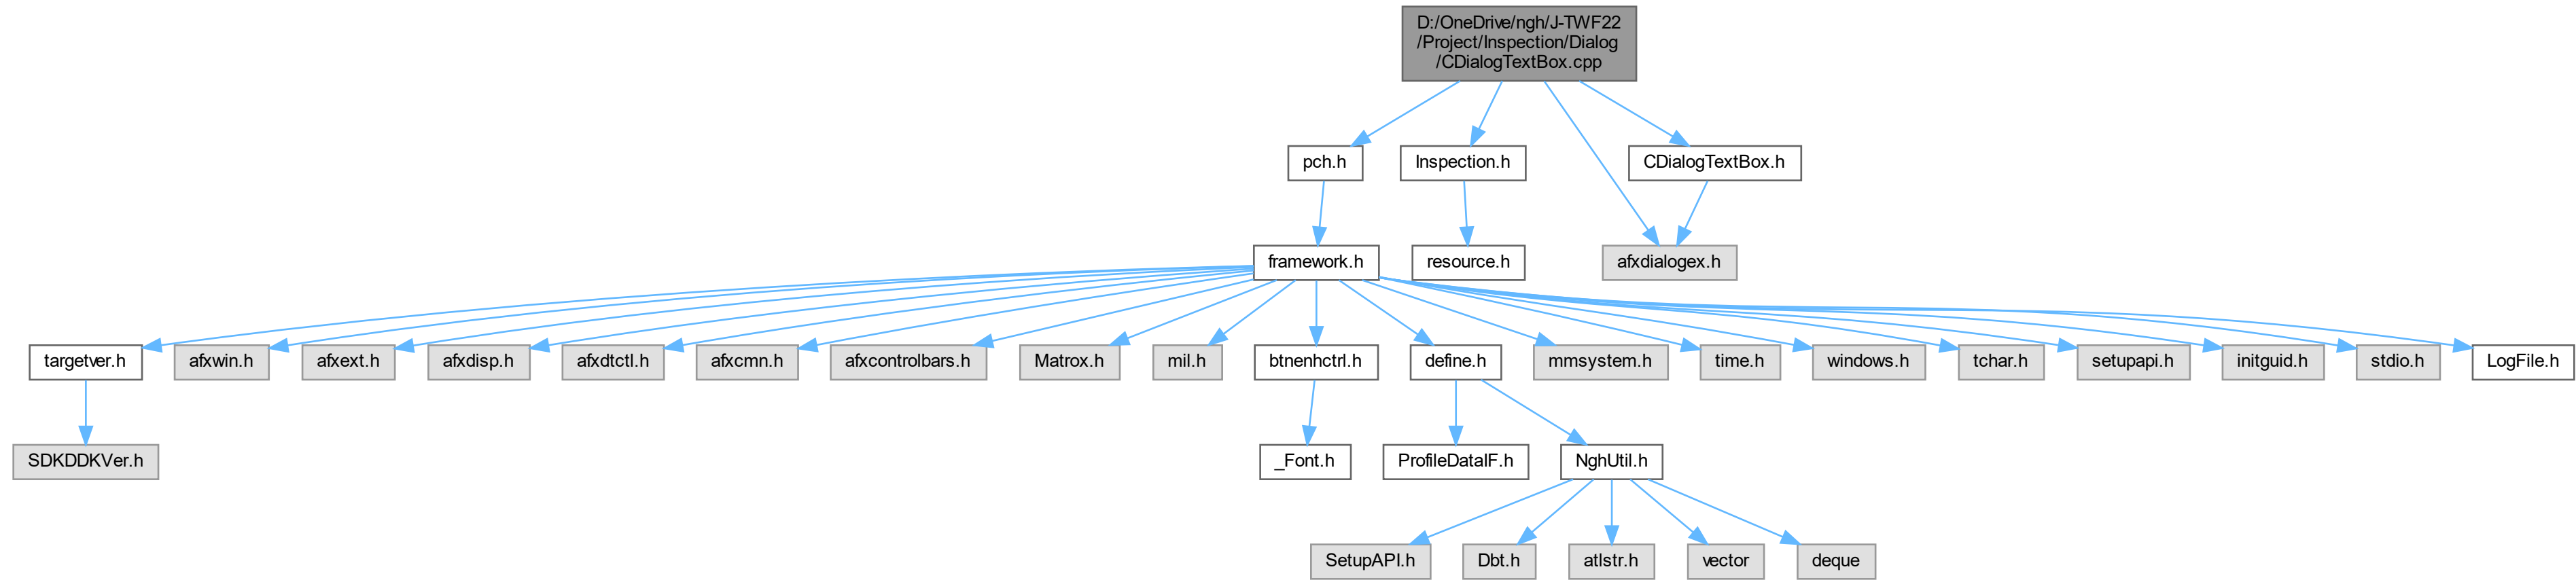 D:/OneDrive/ngh/J-TWF22
/Project/Inspection/Dialog
/CDialogTextBox.cpp
pch.h
Inspection.h
CDialogTextBox.h
framework.h
resource.h
afxdialogex.h
targetver.h
afxwin.h
afxext.h
afxdisp.h
afxdtctl.h
afxcmn.h
afxcontrolbars.h
Matrox.h
mil.h
btnenhctrl.h
define.h
mmsystem.h
time.h
windows.h
tchar.h
setupapi.h
initguid.h
stdio.h
LogFile.h
SDKDDKVer.h
_Font.h
ProfileDataIF.h
NghUtil.h
SetupAPI.h
Dbt.h
atlstr.h
vector
deque